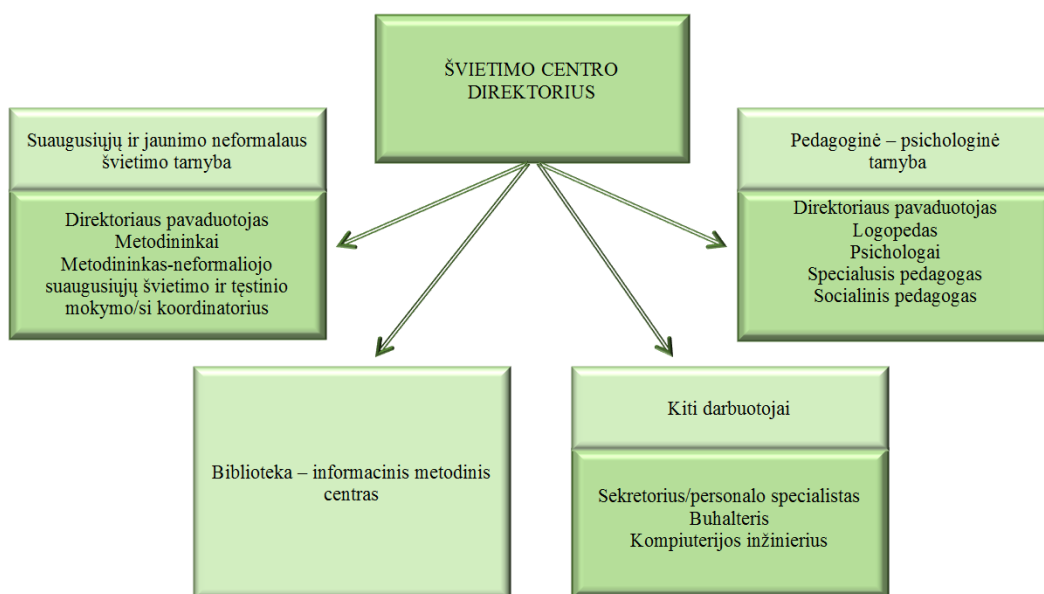 ŠVIETIMO CENTRO
DIREKTORIUS
Suaugusiųjų ir jaunimo neformalaus
švietimo tarnyba
Direktoriaus pavaduotojas
Metodininkai
Metodininkas-neformaliojo
suaugusiųjų švietimo ir tęstinio
mokymo/si koordinatorius
Pedagoginė – psichologinė
tarnyba
Direktoriaus pavaduotojas
Logopedas
Psichologai
Specialusis pedagogas
Socialinis pedagogas
Biblioteka – informacinis metodinis
centras
Kiti darbuotojai
Sekretorius/personalo specialistas
Buhalteris
Kompiuterijos inžinierius